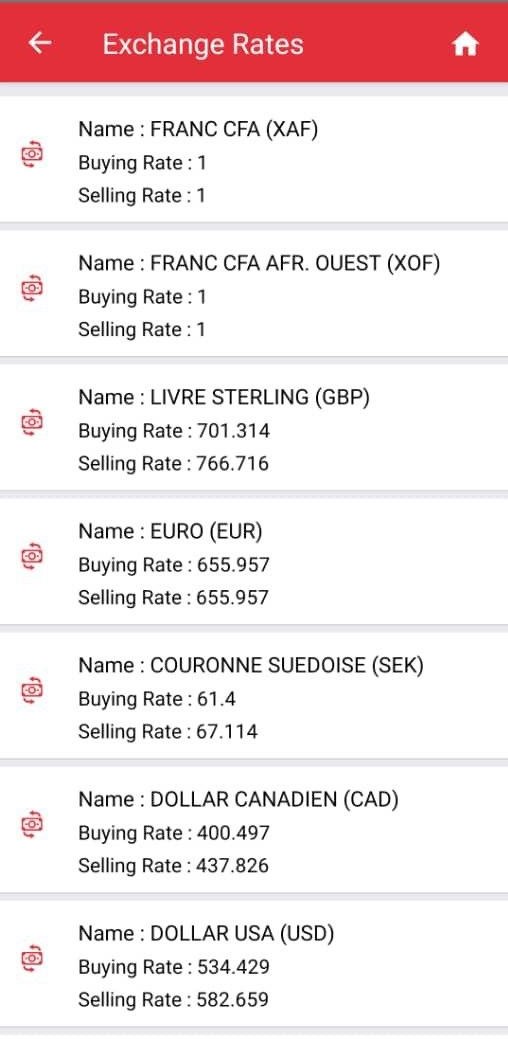 Exchange Rates
Name : FRANC CFA (XAF)
Buying Rate : 1
Selling Rate : 1
Name : FRANC CFA AFR. OUEST (XOF)
Buying Rate : 1
Selling Rate : 1
Name : LIVRE STERLING (GBP)
Buying Rate : 701.314
Selling Rate : 766.716
Name : EURO (EUR)
Buying Rate : 655.957
Selling Rate : 655.957
Name : COURONNE SUEDOISE (SEK)
Buying Rate : 61.4
Selling Rate : 67.114
Name : DOLLAR CANADIEN (CAD)
Buying Rate : 400.497
Selling Rate : 437.826
Name : DOLLAR USA (USD)
Buying Rate : 534.429
Selling Rate : 582.659